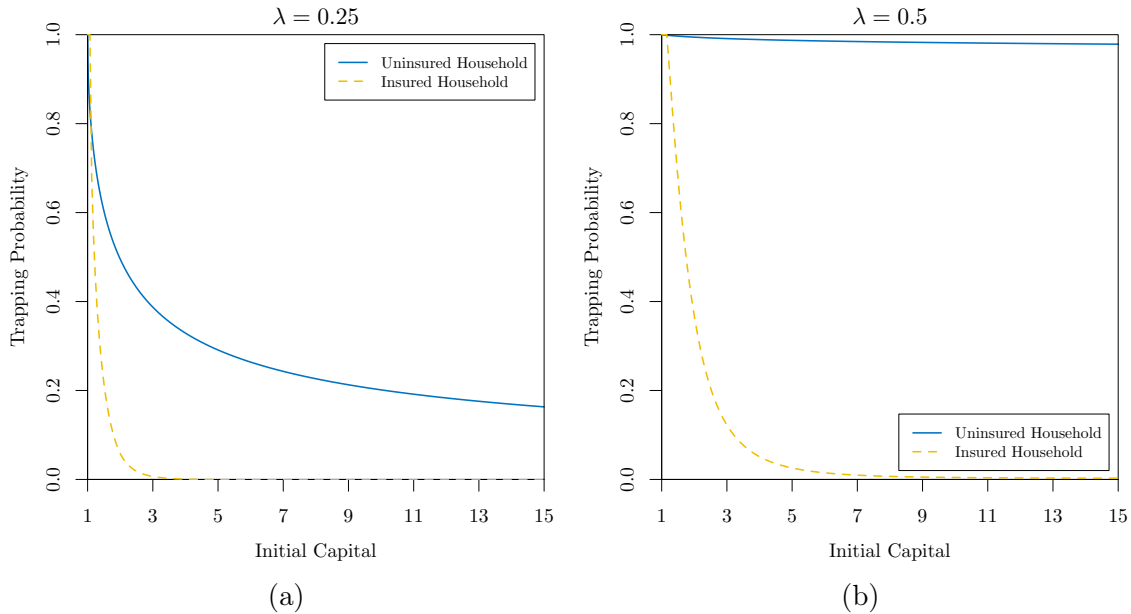 λ = 0.25
Uninsured Household
Insured Household
Trapping Probability
1.0
0.8
0.6
0.4
0.2
0.0
1 3 5 7 9 11 13 15
Initial Capital
(a)
λ = 0.5
Trapping Probability
1.0
0.8
0.6
0.4
0.2
0.0
Uninsured Household
Insured Household
1 3 5 7 9 11 13 15
Initial Capital
(b)